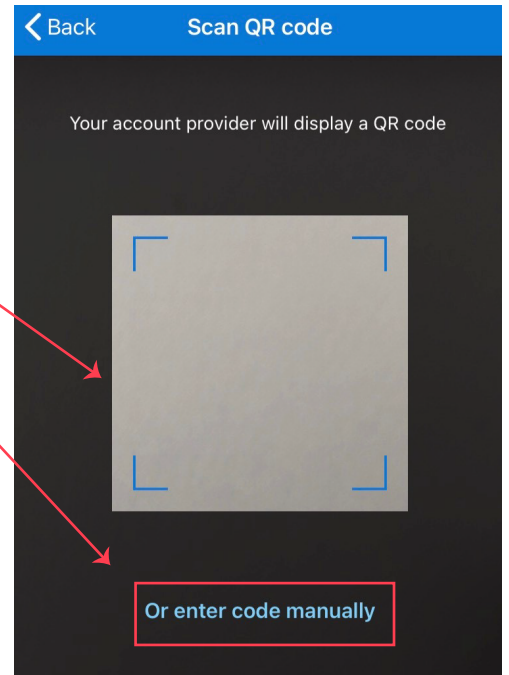 Back
Scan QR code
Your account provider will display a QR code
Or enter code manually